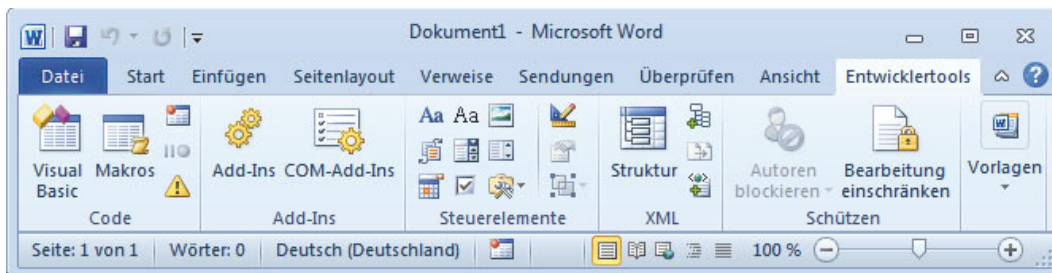 Dokument1 - Microsoft Word
Datei Start Einfügen Seitenlayout Verweise Sendungen Überprüfen Ansicht Entwicklertools
Aa Aa
Visual Basic Makros Add-Ins COM-Add-Ins Struktur Autoren blockieren Bearbeitung einschränken Vorlagen
Code Add-Ins Steuerelemente XML Schützen
Seite: 1 von 1 Wörter: 0 Deutsch (Deutschland) 100 %